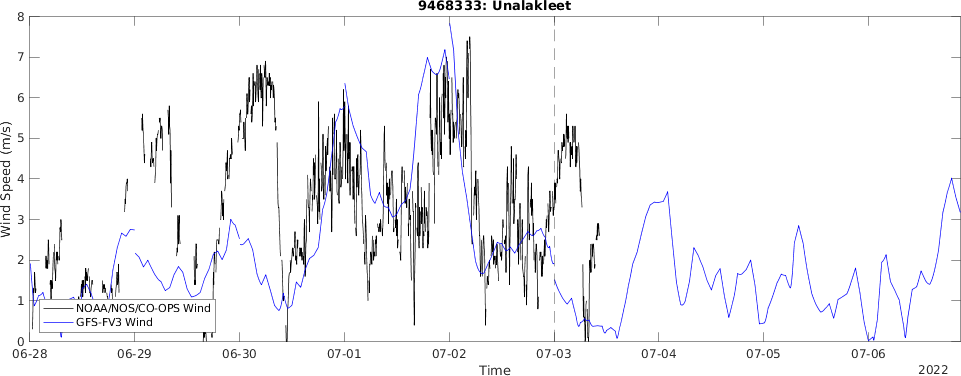 9468333: Unalakleet
8
7
6
5
4
3
2
1
0
Wind Speed (m/s)
NOAA/NOS/CO-OPS Wind
GFS-FV3 Wind
06-28 06-29 06-30 07-01 07-02 07-03 07-04 07-05 07-06
Time
2022